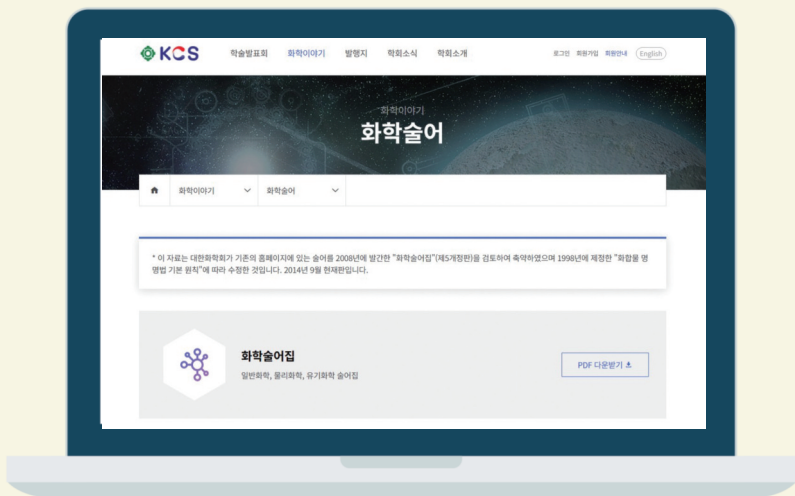 KCS
학술발표회 화학이야기 발행지 학회소식 학회소개
로그인 회원가입 회원안내 English
화학이야기
화학술어
화학이야기 화학술어
* 이 자료는 대한화학회가 기존의 홈페이지에 있는 술어를 2008년에 발간한 "화학술어집"(제5개정판)을 검토하여 축약하였으며 1998년에 제정한 "화합물 명
명법 기본 원칙"에 따라 수정한 것입니다. 2014년 9월 현재판입니다.
화학술어집
일반화학, 물리화학, 유기화학 술어집
PDF 다운받기